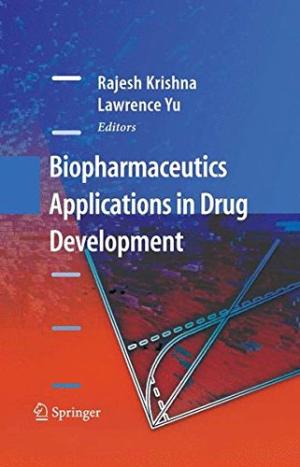 Rajesh Krishna
Lawrence Yu
Editors
Biopharmaceutics
Applications in Drug
Development
Springer